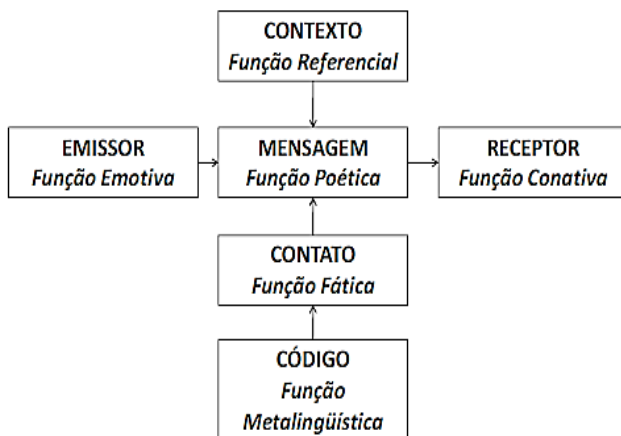 CONTEXTO
Função Referencial
EMISSOR
Função Emotiva
MENSAGEM
Função Poética
RECEPTOR
Função Conativa
CONTATO
Função Fática
CÓDIGO
Função
Metalingüística